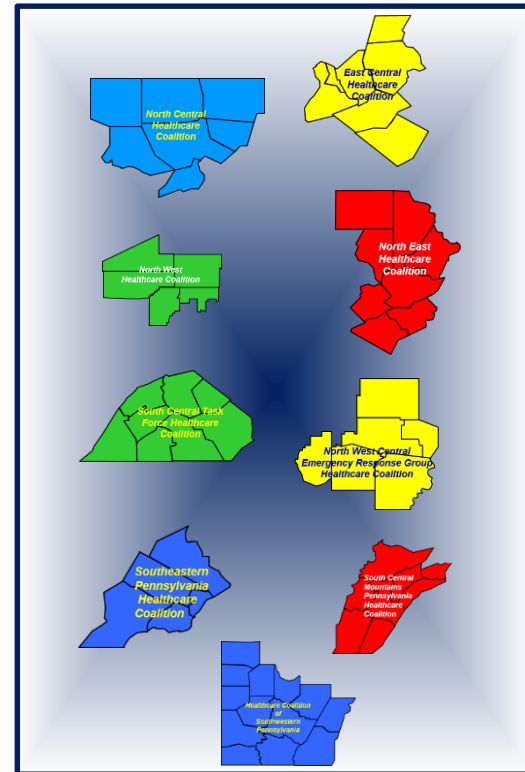 East Central
Healthcare
Coalition
North Central
Healthcare
Coalition
North East
Healthcare
Coalition
North West
Healthcare Coalition
South Central Task
Force Healthcare
Coalition
North West Central
Emergency Response Group
Healthcare Coalition
Southeastern
Pennsylvania
Healthcare
Coalition
South Central
Mountains
Pennsylvania
Healthcare
Coalition
Healthcare Coalition
of
Southwestern
Pennsylvania